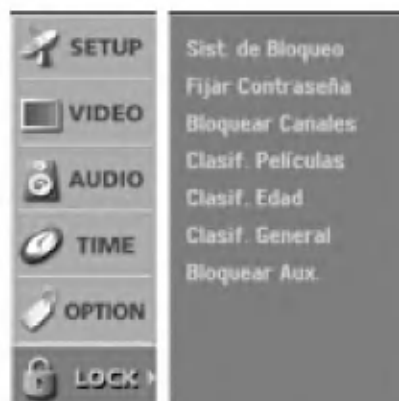 SETUP
VIDEO
AUDIO
TIME
OPTION
LOCK
Sist. de Bloqueo
Fijar Contraseña
Bloquear Canales
Clasif. Películas
Clasif. Edad
Clasif. General
Bloquear Aux.